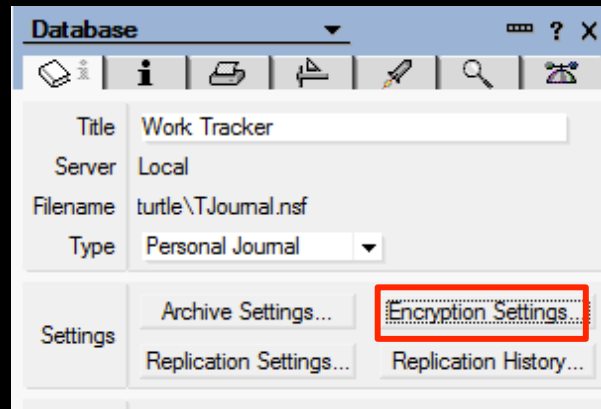 Database ? X
i i
Title Work Tracker
Server Local
Filename turtle\TJournal.nsf
Type Personal Journal
Archive Settings... Encryption Settings...
Settings
Replication Settings... Replication History...